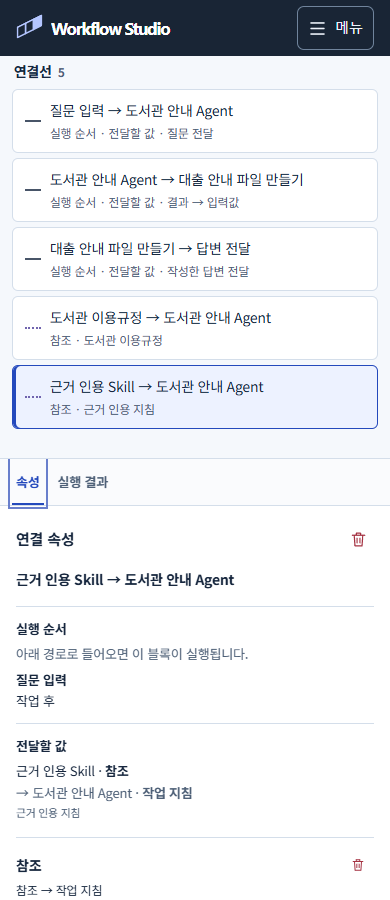 Workflow Studio
메뉴
연결선 5
질문 입력 → 도서관 안내 Agent
실행 순서 · 전달할 값 · 질문 전달
도서관 안내 Agent → 대출 안내 파일 만들기
실행 순서 · 전달할 값 · 결과 → 입력값
대출 안내 파일 만들기 → 답변 전달
실행 순서 · 전달할 값 · 작성한 답변 전달
도서관 이용규정 → 도서관 안내 Agent
참조 · 도서관 이용규정
근거 인용 Skill → 도서관 안내 Agent
참조 · 근거 인용 지침
속성
실행 결과
연결 속성
근거 인용 Skill → 도서관 안내 Agent
실행 순서
아래 경로로 들어오면 이 블록이 실행됩니다.
질문 입력
작업 후
전달할 값
근거 인용 Skill · 참조
→ 도서관 안내 Agent · 작업 지침
근거 인용 지침
참조
참조 → 작업 지침